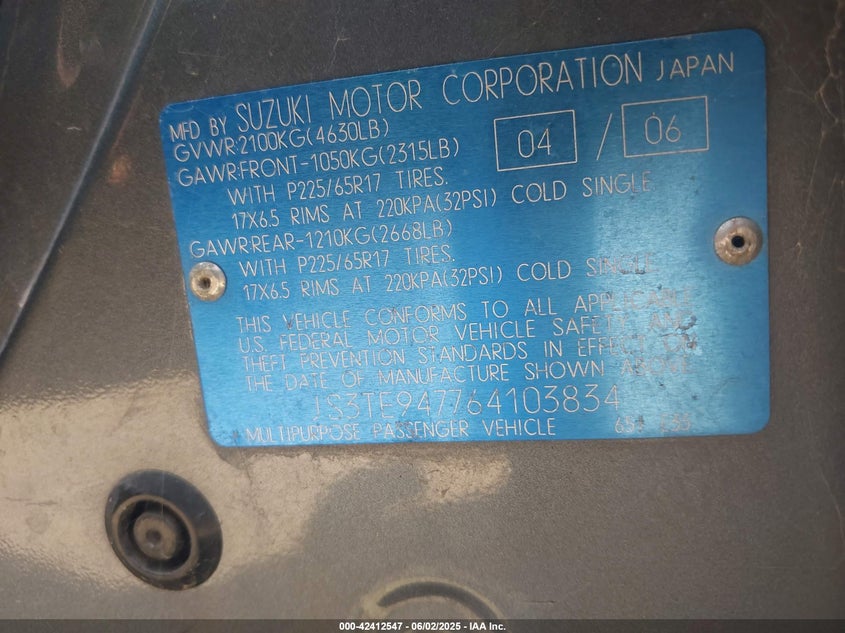 MFD BY SUZUKI MOTOR CORPORATION JAPAN
GVWR:2100KG(4630LB) 04 / 06
GAWR:FRONT-1050KG(2315LB)
WITH P225/65R17 TIRES.
17X6.5 RIMS AT 220KPA(32PSI) COLD SINGLE
GAWR:REAR-1210KG(2668LB)
WITH P225/65R17 TIRES.
17X6.5 RIMS AT 220KPA(32PSI) COLD SINGLE
THIS VEHICLE CONFORMS TO ALL APPLICABLE
U.S. FEDERAL MOTOR VEHICLE SAFETY AND
THEFT PREVENTION STANDARDS IN EFFECT ON
THE DATE OF MANUFACTURE SHOWN ABOVE
JS3TE947764103834
MULTIPURPOSE PASSENGER VEHICLE
000-42412547 - 06/02/2025 - IAA Inc.